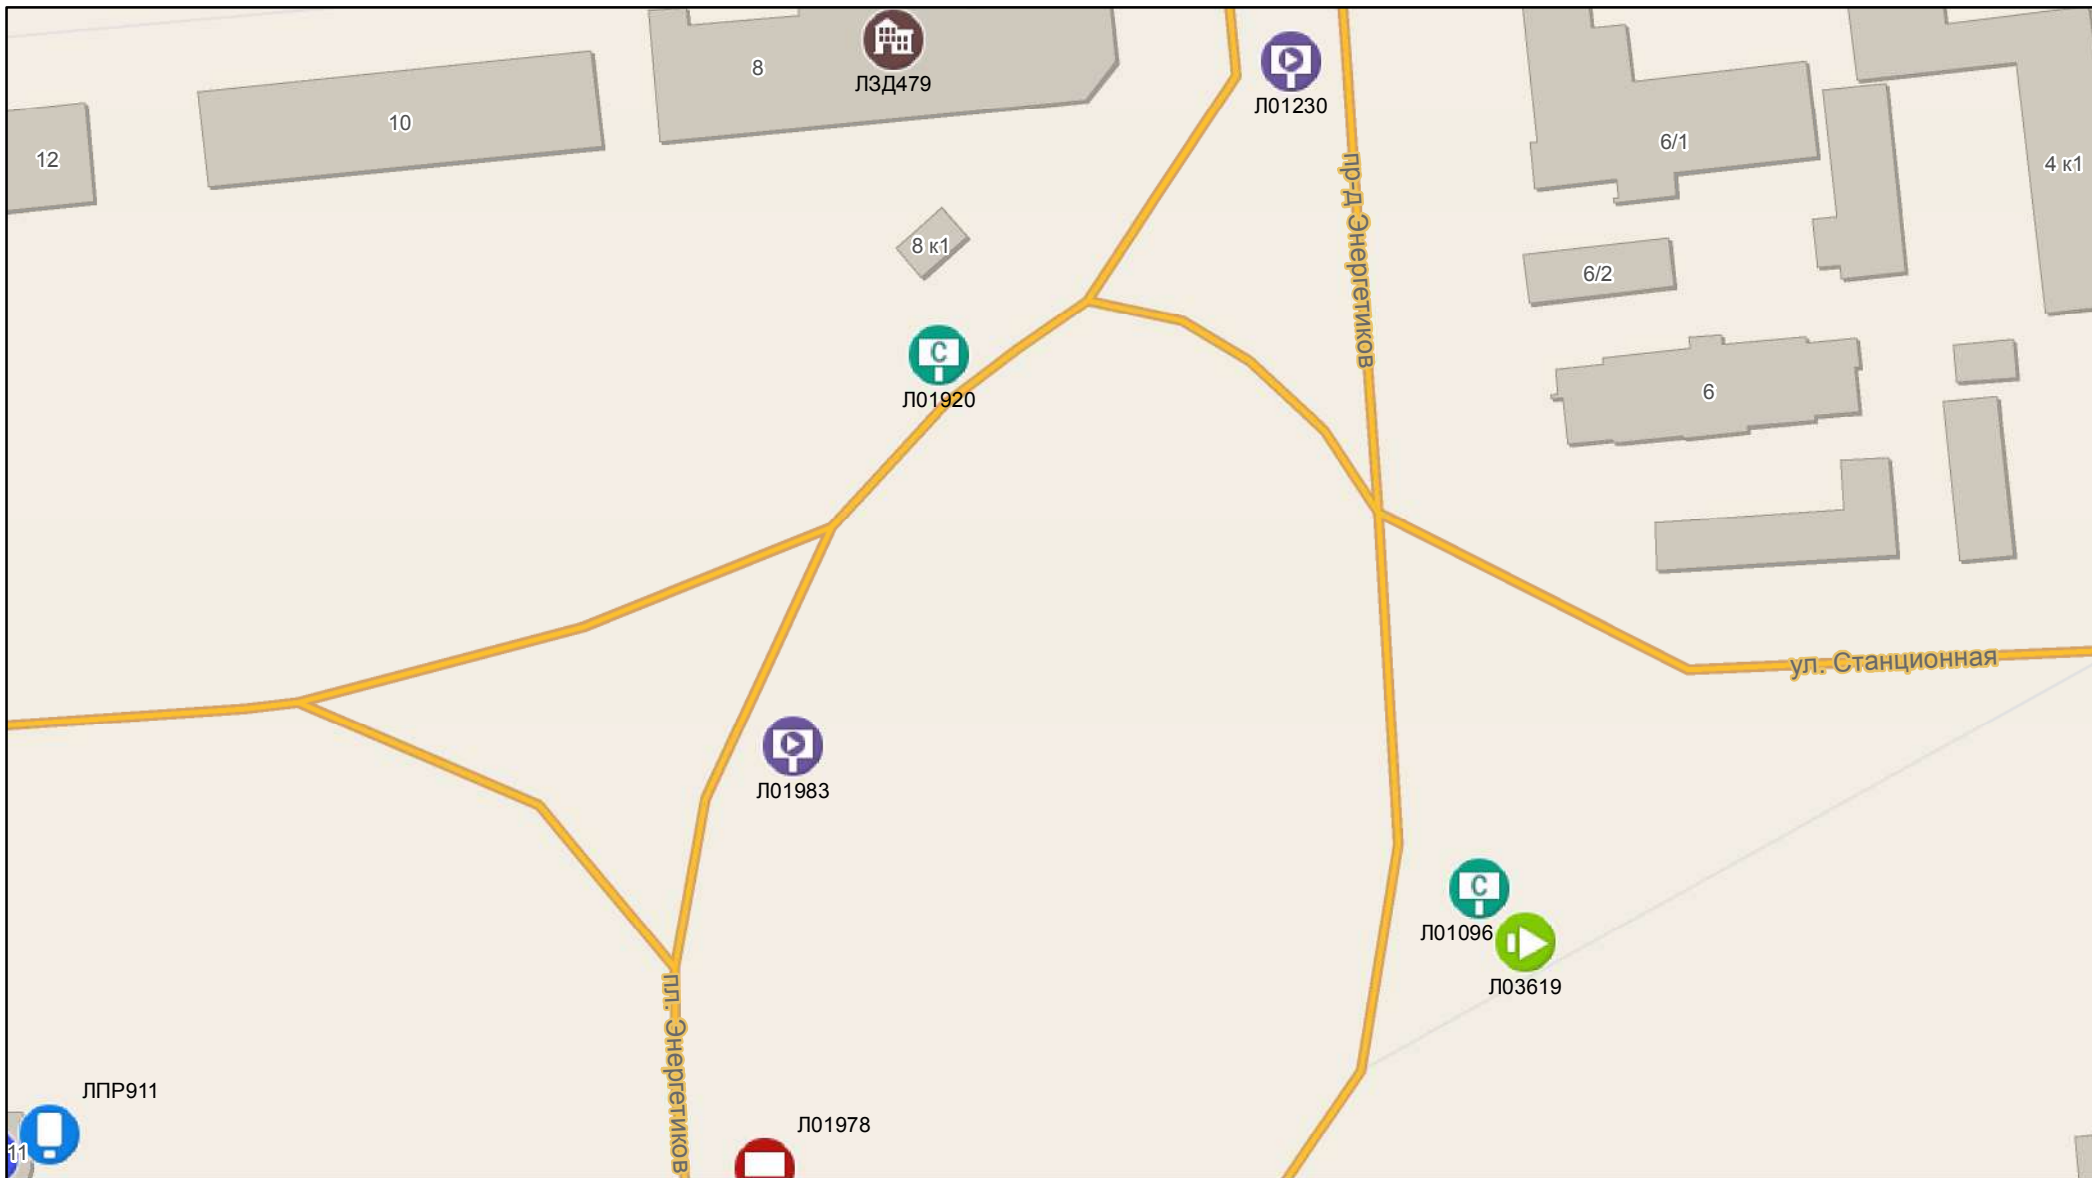 8
ЛЗД479
Л01230
10
12
6/1
4 к1
пр-д Энергетиков
8 к1
6/2
С
Л01920
6
ул. Станционная
Л01983
С
Л01096
Л03619
пл. Энергетиков
ЛПР911
Л01978
11